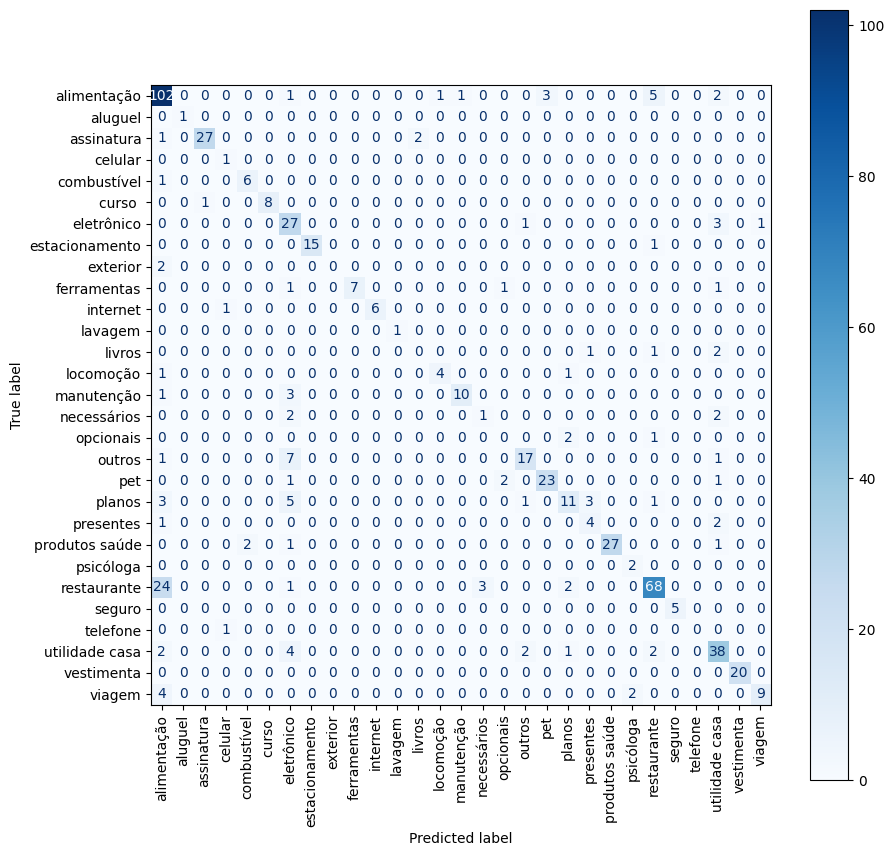 100
80
60
40
20
0
True label
alimentação 102 0 0 0 0 0 1 0 0 0 0 0 0 1 1 0 0 0 3 0 0 0 0 5 0 0 2 0 0
aluguel 0 1 0 0 0 0 0 0 0 0 0 0 0 0 0 0 0 0 0 0 0 0 0 0 0 0 0 0 0
assinatura 1 0 27 0 0 0 0 0 0 0 0 0 2 0 0 0 0 0 0 0 0 0 0 0 0 0 0 0 0
celular 0 0 0 1 0 0 0 0 0 0 0 0 0 0 0 0 0 0 0 0 0 0 0 0 0 0 0 0 0
combustível 1 0 0 0 6 0 0 0 0 0 0 0 0 0 0 0 0 0 0 0 0 0 0 0 0 0 0 0 0
curso 0 0 1 0 0 8 0 0 0 0 0 0 0 0 0 0 0 0 0 0 0 0 0 0 0 0 0 0 0
eletrônico 0 0 0 0 0 0 27 0 0 0 0 0 0 0 0 0 0 1 0 0 0 0 0 0 0 0 3 0 1
estacionamento 0 0 0 0 0 0 0 15 0 0 0 0 0 0 0 0 0 0 0 0 0 0 0 1 0 0 0 0 0
exterior 2 0 0 0 0 0 0 0 0 0 0 0 0 0 0 0 0 0 0 0 0 0 0 0 0 0 0 0 0
ferramentas 0 0 0 0 0 0 1 0 0 7 0 0 0 0 0 0 1 0 0 0 0 0 0 0 0 0 1 0 0
internet 0 0 0 1 0 0 0 0 0 0 6 0 0 0 0 0 0 0 0 0 0 0 0 0 0 0 0 0 0
lavagem 0 0 0 0 0 0 0 0 0 0 0 1 0 0 0 0 0 0 0 0 0 0 0 0 0 0 0 0 0
livros 0 0 0 0 0 0 0 0 0 0 0 0 0 0 0 0 0 0 0 0 1 0 0 1 0 0 2 0 0
locomoção 1 0 0 0 0 0 0 0 0 0 0 0 0 4 0 0 0 0 0 1 0 0 0 0 0 0 0 0 0
manutenção 1 0 0 0 0 0 3 0 0 0 0 0 0 0 10 0 0 0 0 0 0 0 0 0 0 0 0 0 0
necessários 0 0 0 0 0 0 2 0 0 0 0 0 0 0 0 1 0 0 0 0 0 0 0 0 0 0 2 0 0
opcionais 0 0 0 0 0 0 0 0 0 0 0 0 0 0 0 0 0 0 0 2 0 0 0 1 0 0 0 0 0
outros 1 0 0 0 0 0 7 0 0 0 0 0 0 0 0 0 0 17 0 0 0 0 0 0 0 0 1 0 0
pet 0 0 0 0 0 0 1 0 0 0 0 0 0 0 0 0 2 0 23 0 0 0 0 0 0 0 1 0 0
planos 3 0 0 0 0 0 5 0 0 0 0 0 0 0 0 0 0 1 0 11 3 0 0 1 0 0 0 0 0
presentes 1 0 0 0 0 0 0 0 0 0 0 0 0 0 0 0 0 0 0 0 4 0 0 0 0 0 2 0 0
produtos saúde 0 0 0 0 2 0 1 0 0 0 0 0 0 0 0 0 0 0 0 0 0 27 0 0 0 0 1 0 0
psicóloga 0 0 0 0 0 0 0 0 0 0 0 0 0 0 0 0 0 0 0 0 0 0 2 0 0 0 0 0 0
restaurante 24 0 0 0 0 0 1 0 0 0 0 0 0 0 0 3 0 0 0 2 0 0 0 68 0 0 0 0 0
seguro 0 0 0 0 0 0 0 0 0 0 0 0 0 0 0 0 0 0 0 0 0 0 0 0 5 0 0 0 0
telefone 0 0 0 1 0 0 0 0 0 0 0 0 0 0 0 0 0 0 0 0 0 0 0 0 0 0 0 0 0
utilidade casa 2 0 0 0 0 0 4 0 0 0 0 0 0 0 0 0 0 2 0 1 0 0 0 2 0 0 38 0 0
vestimenta 0 0 0 0 0 0 0 0 0 0 0 0 0 0 0 0 0 0 0 0 0 0 0 0 0 0 0 20 0
viagem 4 0 0 0 0 0 0 0 0 0 0 0 0 0 0 0 0 0 0 0 0 0 2 0 0 0 0 0 9
alimentação
aluguel
assinatura
celular
combustível
curso
eletrônico
estacionamento
exterior
ferramentas
internet
lavagem
livros
locomoção
manutenção
necessários
opcionais
outros
pet
planos
presentes
produtos saúde
psicóloga
restaurante
seguro
telefone
utilidade casa
vestimenta
viagem
Predicted label